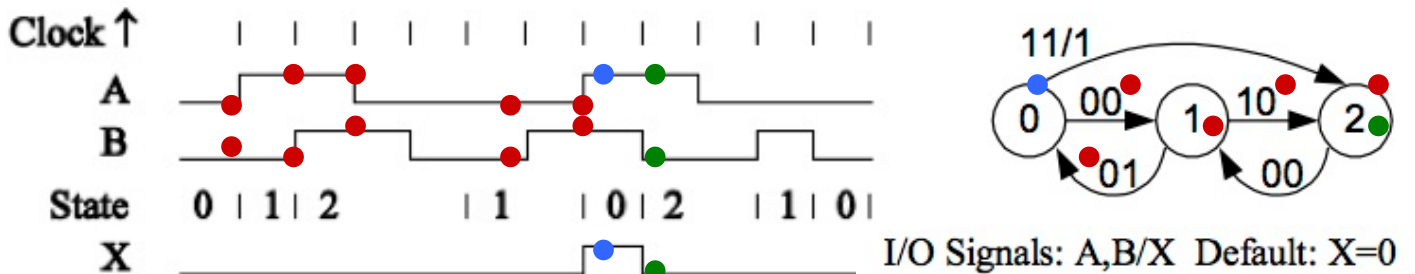 Clock ↑
A
B
State 0 | 1 | 2 | 1 | 0 | 2 | 1 | 0 |
X
11/1
0 00 1 10 2
01 00
I/O Signals: A,B/X Default: X=0